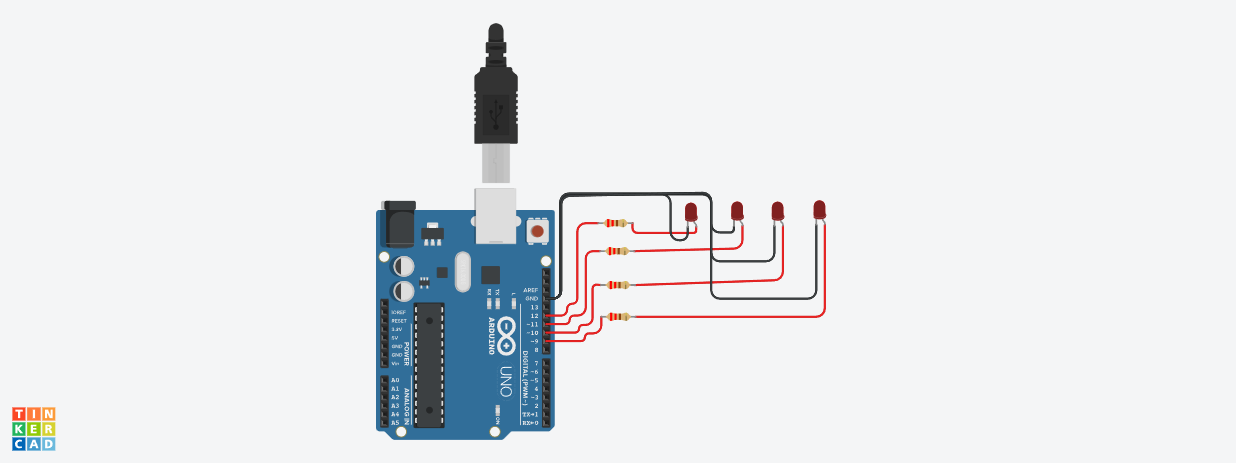 AREF
GND
13
12
~11
~10
~9
8
7
~6
~5
4
~3
2
TX→1
RX←0
DIGITAL (PWM~)
IOREF
RESET
3.3V
5V
GND
GND
Vin
POWER
A0
A1
A2
A3
A4
A5
ANALOG IN
RX
TX
L
ARDUINO
UNO
ON
TIN
KER
CAD